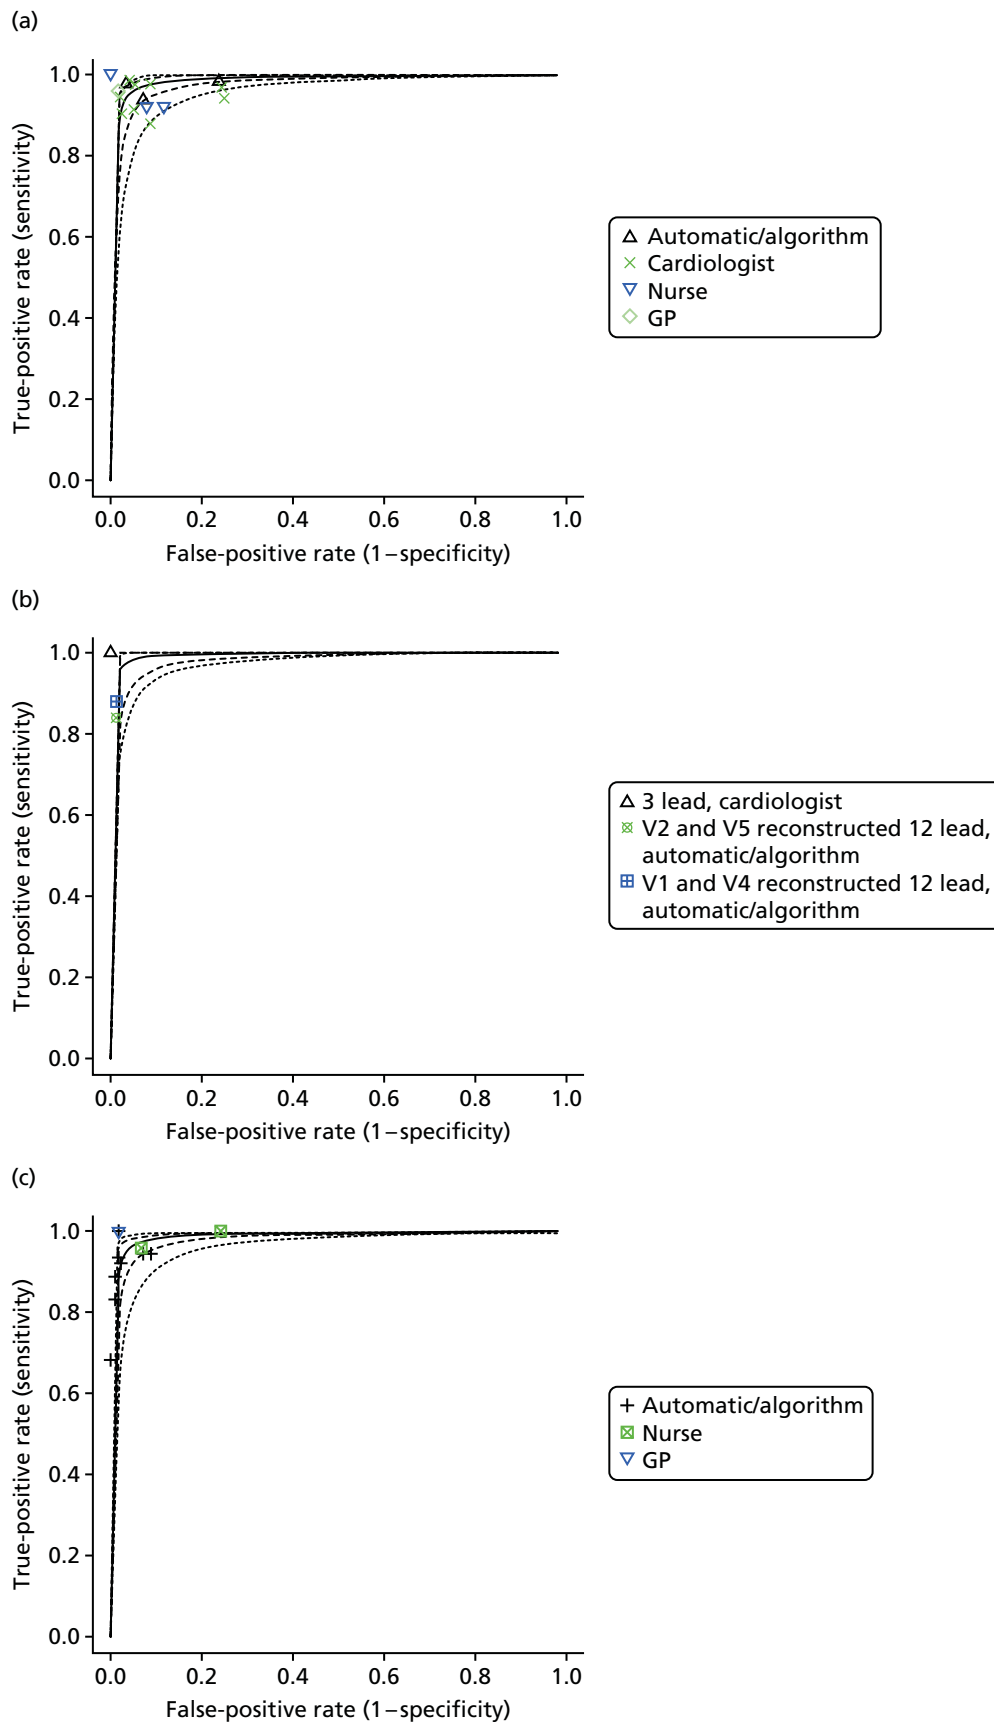 (a)
True-positive rate (sensitivity)
1.0
0.8
0.6
0.4
0.2
0.0
0.0 0.2 0.4 0.6 0.8 1.0
False-positive rate (1–specificity)
Automatic/algorithm
Cardiologist
Nurse
GP
(b)
True-positive rate (sensitivity)
1.0
0.8
0.6
0.4
0.2
0.0
0.0 0.2 0.4 0.6 0.8 1.0
False-positive rate (1–specificity)
3 lead, cardiologist
V2 and V5 reconstructed 12 lead,
automatic/algorithm
V1 and V4 reconstructed 12 lead,
automatic/algorithm
(c)
True-positive rate (sensitivity)
1.0
0.8
0.6
0.4
0.2
0.0
0.0 0.2 0.4 0.6 0.8 1.0
False-positive rate (1–specificity)
Automatic/algorithm
Nurse
GP